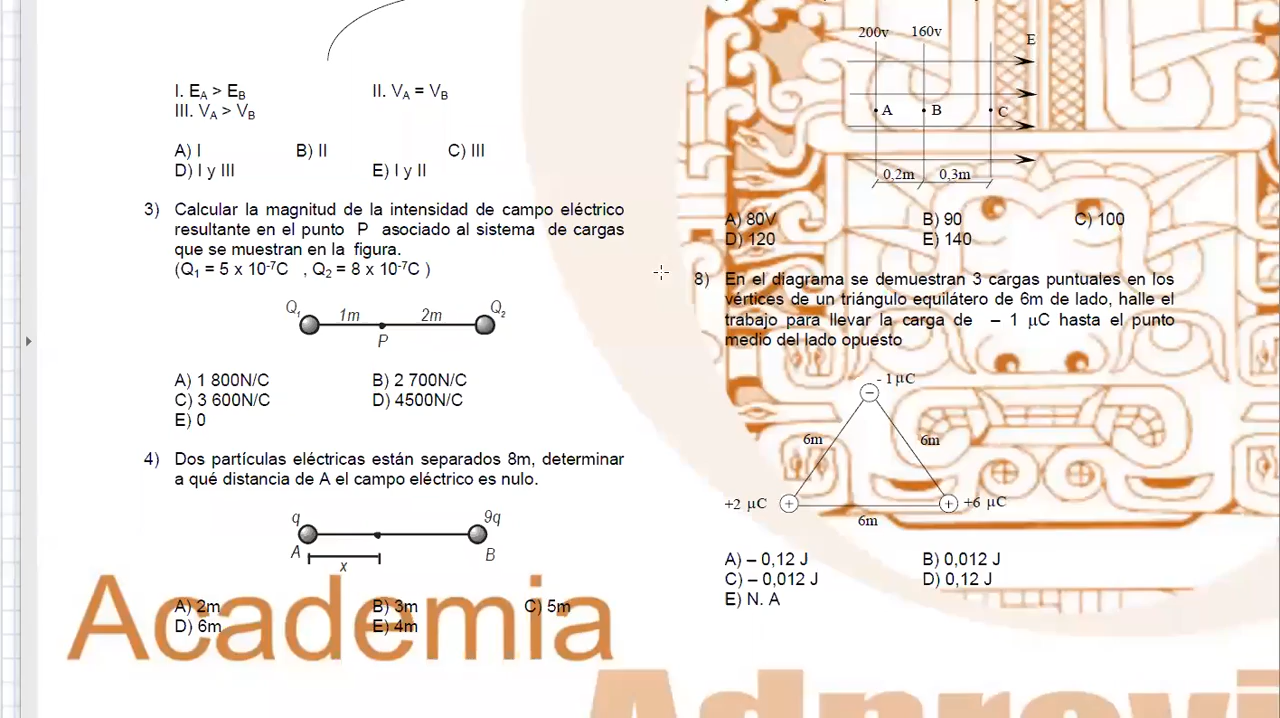 I. EA > EB II. VA = VB
III. VA > VB
A) I B) II C) III
D) I y III E) I y II
3) Calcular la magnitud de la intensidad de campo eléctrico
resultante en el punto P asociado al sistema de cargas
que se muestran en la figura.
(Q1 = 5 x 10-7C , Q2 = 8 x 10-7C )
Q1 1m 2m Q2
P
A) 1 800N/C B) 2 700N/C
C) 3 600N/C D) 4500N/C
E) 0
4) Dos partículas eléctricas están separados 8m, determinar
a qué distancia de A el campo eléctrico es nulo.
q 9q
A B
x
A) 2m B) 3m C) 5m
D) 6m E) 4m
Academia
200v 160v E
A B C
0,2m 0,3m
A) 80V B) 90 C) 100
D) 120 E) 140
8) En el diagrama se demuestran 3 cargas puntuales en los
vértices de un triángulo equilátero de 6m de lado, halle el
trabajo para llevar la carga de – 1 μC hasta el punto
medio del lado opuesto
- 1 μC
6m 6m
+2 μC +6 μC
6m
A) – 0,12 J B) 0,012 J
C) – 0,012 J D) 0,12 J
E) N. A